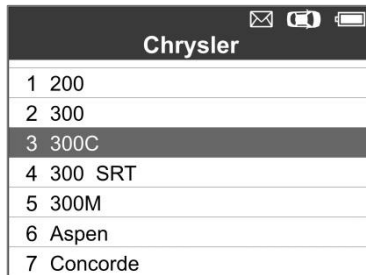 Chrysler
1 200
2 300
3 300C
4 300 SRT
5 300M
6 Aspen
7 Concorde